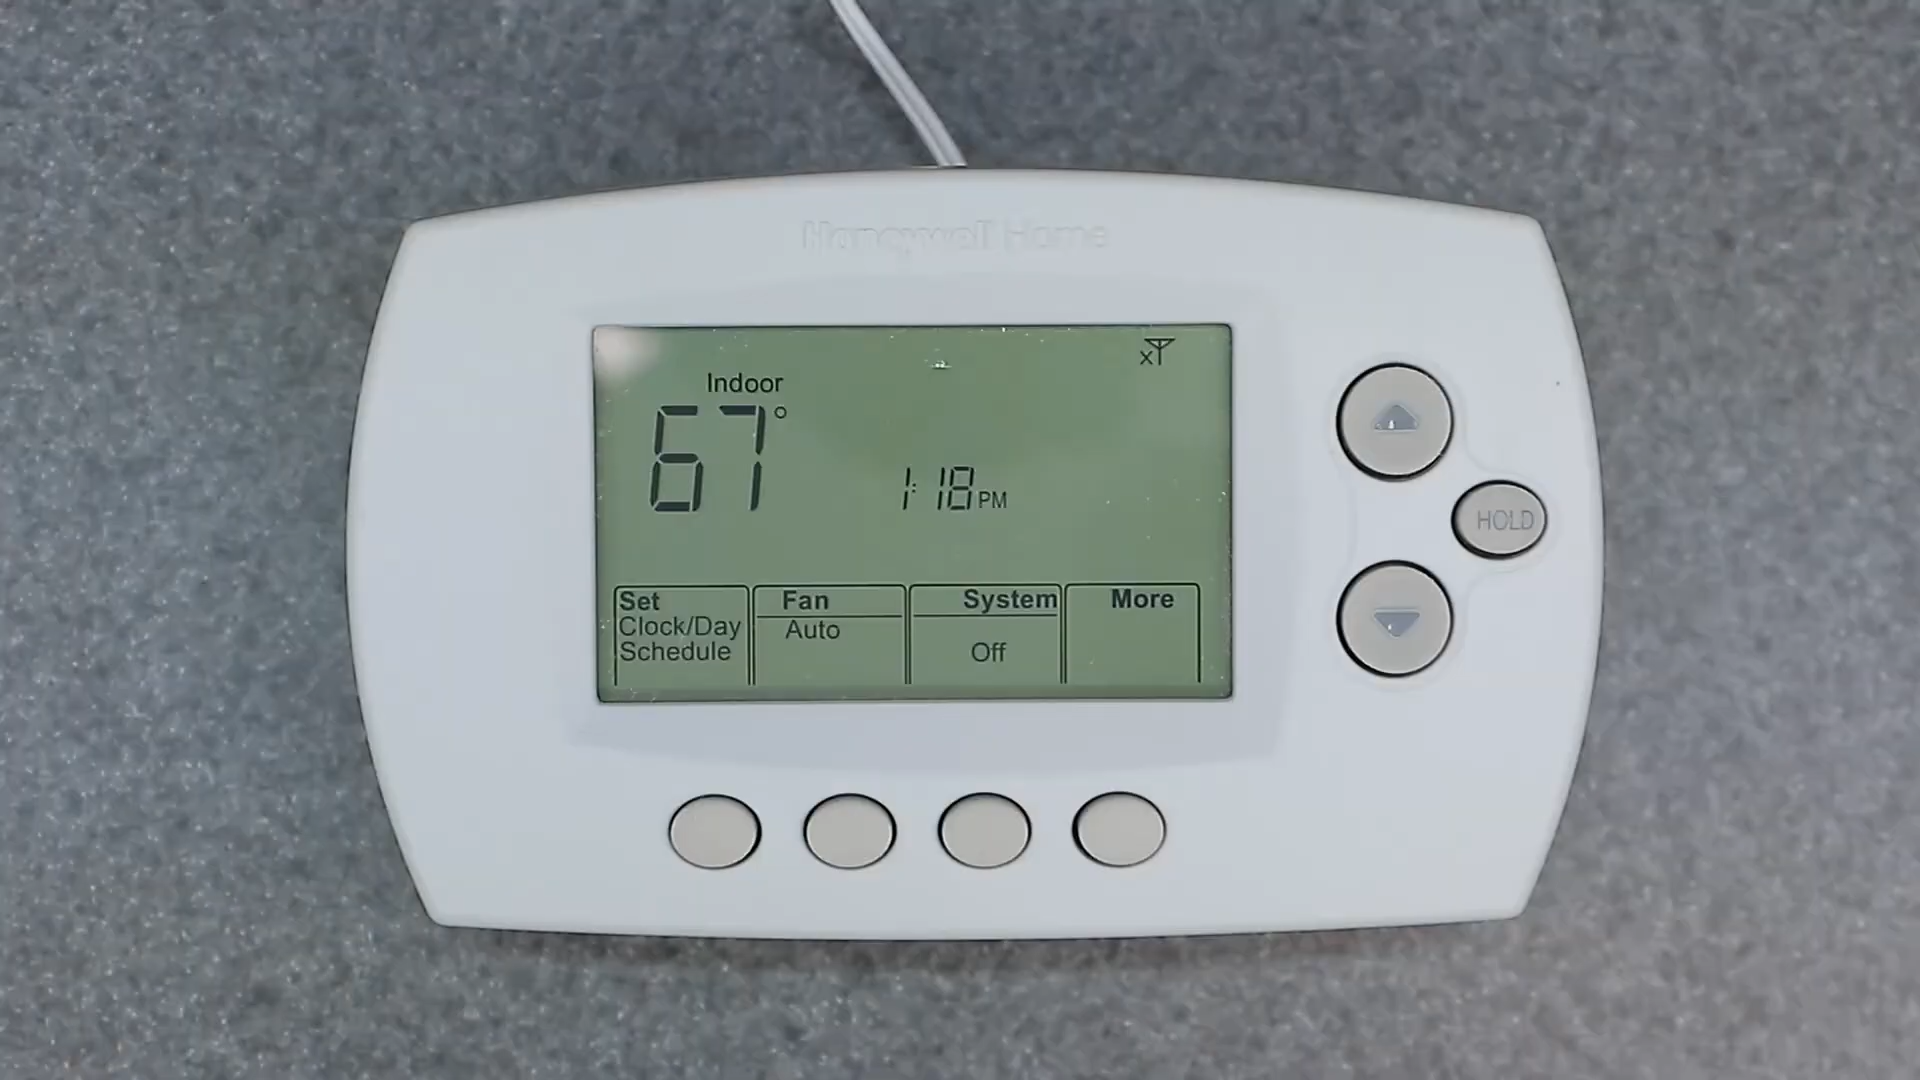 Honeywell Home
x
Indoor
67°
1:18 PM
Set
Clock/Day
Schedule
Fan
Auto
System
Off
More
HOLD